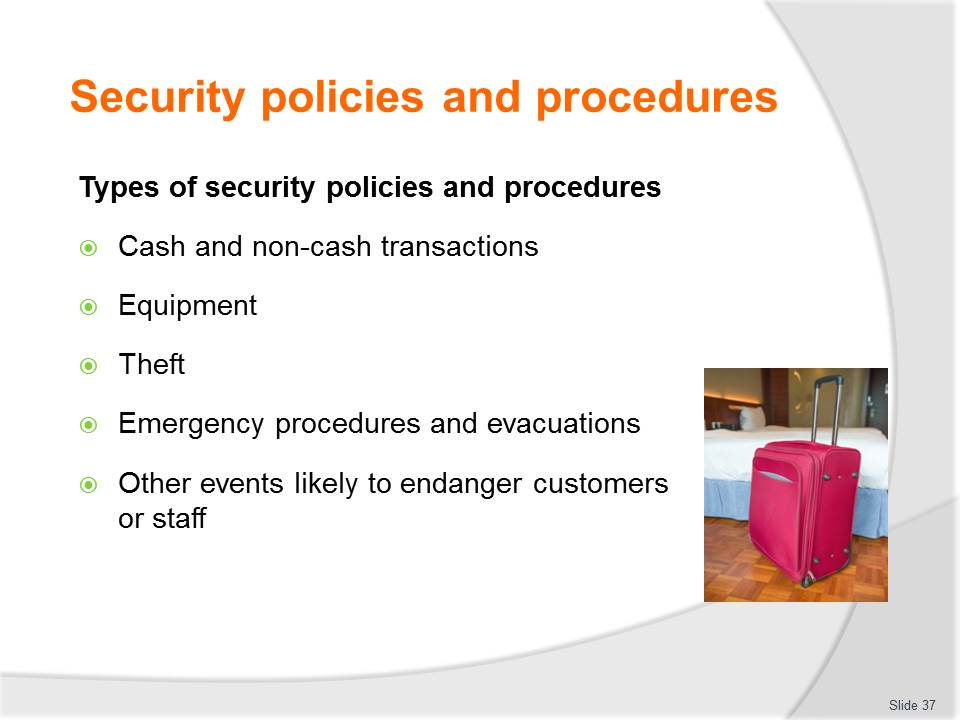 Security policies and procedures
Types of security policies and procedures
Cash and non-cash transactions
Equipment
Theft
Emergency procedures and evacuations
Other events likely to endanger customers
or staff
Slide 37